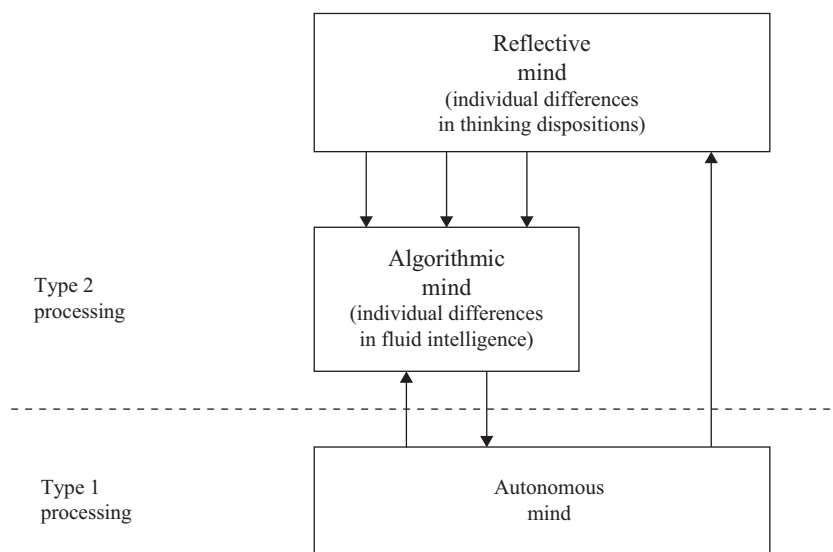 Reflective
mind
(individual differences
in thinking dispositions)
Algorithmic
mind
(individual differences
in fluid intelligence)
Type 2
processing
Type 1
processing
Autonomous
mind